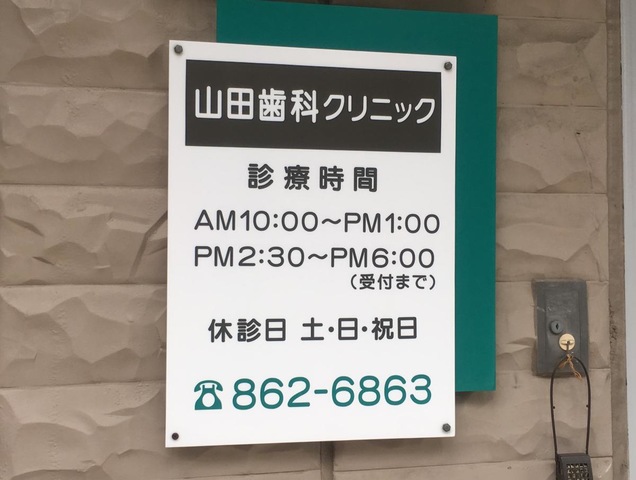 山田歯科クリニック
診療時間
AM10:00～PM1:00
PM2:30～PM6:00
（受付まで）
休診日 土・日・祝日
☎862-6863